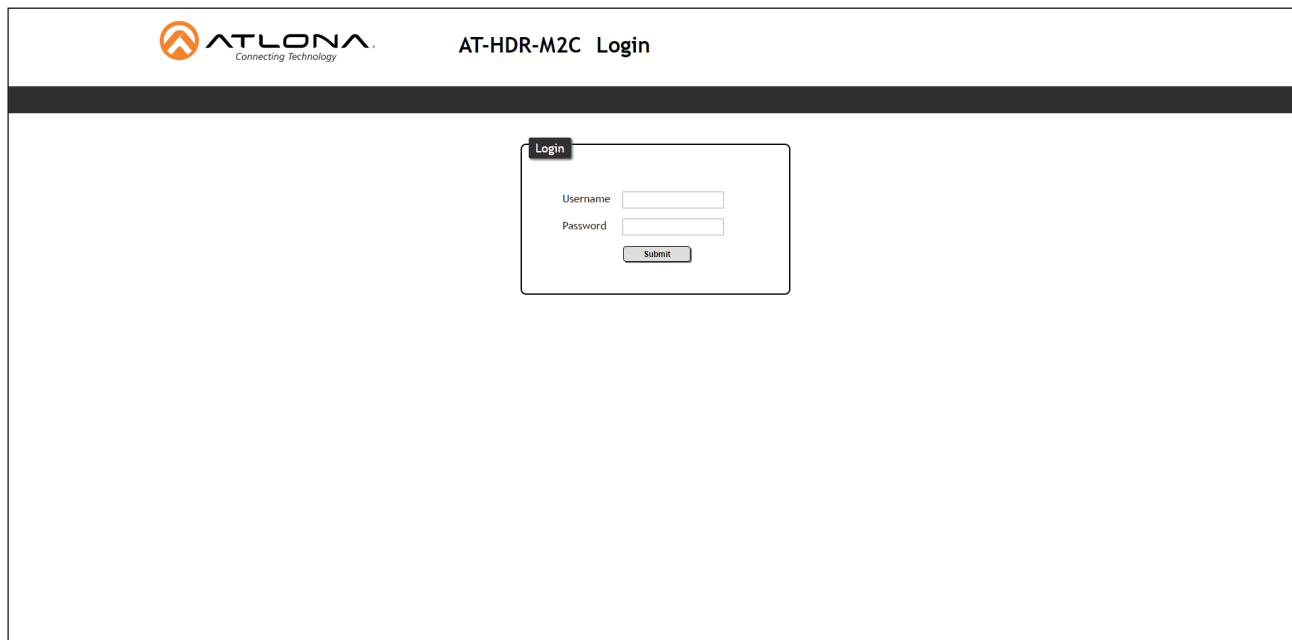 ATLONA.
Connecting Technology
AT-HDR-M2C Login
Login
Username
Password
Submit